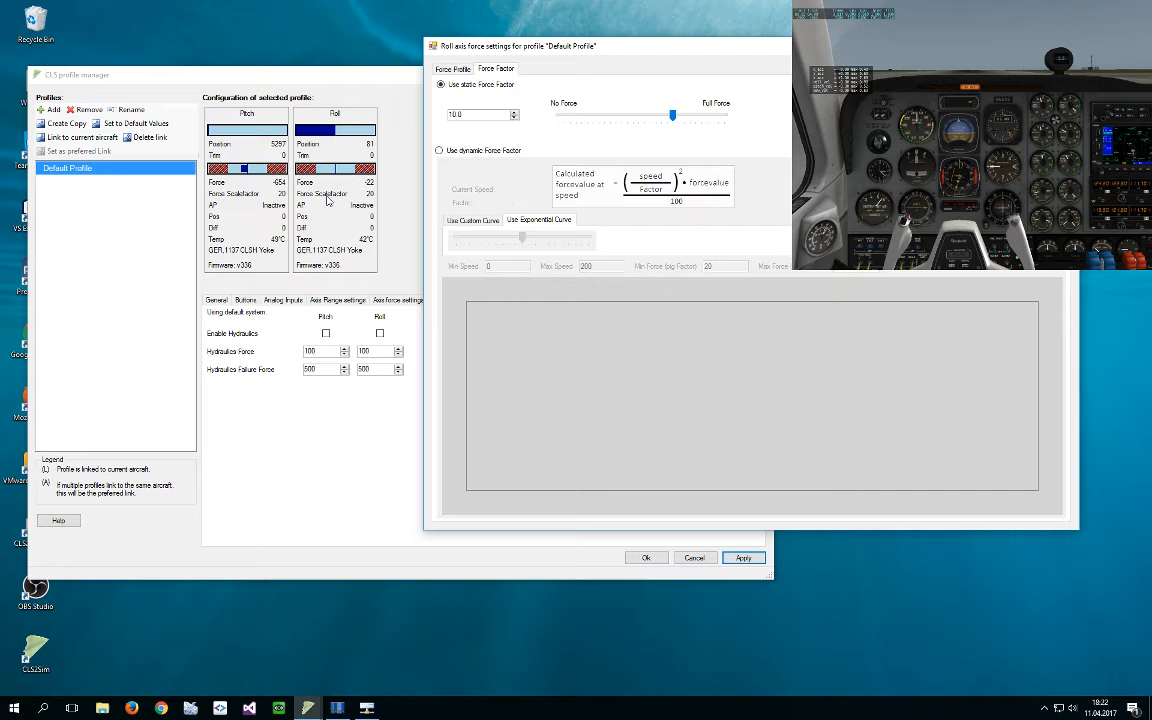 Recycle Bin
CLS profile manager
Profiles:
Add Remove Rename
Create Copy Set to Default Values
Link to current aircraft Delete link
Set as preferred Link
Default Profile
Legend
(L) Profile is linked to current aircraft.
(A) If multiple profiles link to the same aircraft,
this will be the preferred link.
Help
Configuration of selected profile:
Pitch
Position 5297
Trim 0
Force -654
Force Scalefactor 20
AP Inactive
Pos 0
Diff 0
Temp 49°C
GER.1137 CLSH Yoke
Firmware: v336
Roll
Position 81
Trim 0
Force -22
Force Scalefactor 20
AP Inactive
Pos 0
Diff 0
Temp 42°C
GER.1137 CLSH Yoke
Firmware: v336
General Buttons Analog Inputs Axis Range settings Axis force settings
Using default system
Pitch Roll
Enable Hydraulics
Hydraulics Force 100 100
Hydraulics Failure Force 500 500
Ok Cancel Apply
Roll axis force settings for profile "Default Profile"
Force Profile Force Factor
Use static Force Factor
10.0
No Force Full Force
Use dynamic Force Factor
Current Speed:
Factor:
Calculated
forcevalue at
speed
= ( speed / Factor )² • forcevalue
100
Use Custom Curve Use Exponential Curve
Min Speed 0 Max Speed 200 Min Force (big Factor) 20 Max Force
OBS Studio
CLS2Sim
18:22
11.04.2017